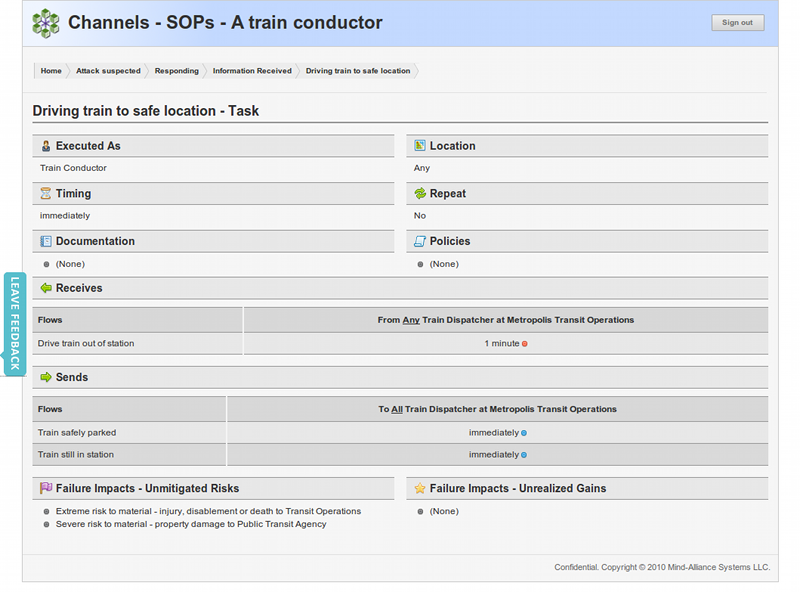 Channels - SOPs - A train conductor
Sign out
Home Attack suspected Responding Information Received Driving train to safe location
Driving train to safe location - Task
Executed As
Location
Train Conductor
Any
Timing
Repeat
immediately
No
Documentation
Policies
(None)
(None)
LEAVE FEEDBACK
Receives
Flows From Any Train Dispatcher at Metropolis Transit Operations
Drive train out of station 1 minute
Sends
Flows To All Train Dispatcher at Metropolis Transit Operations
Train safely parked immediately
Train still in station immediately
Failure Impacts - Unmitigated Risks
Failure Impacts - Unrealized Gains
Extreme risk to material - injury, disablement or death to Transit Operations
(None)
Severe risk to material - property damage to Public Transit Agency
Confidential. Copyright © 2010 Mind-Alliance Systems LLC.